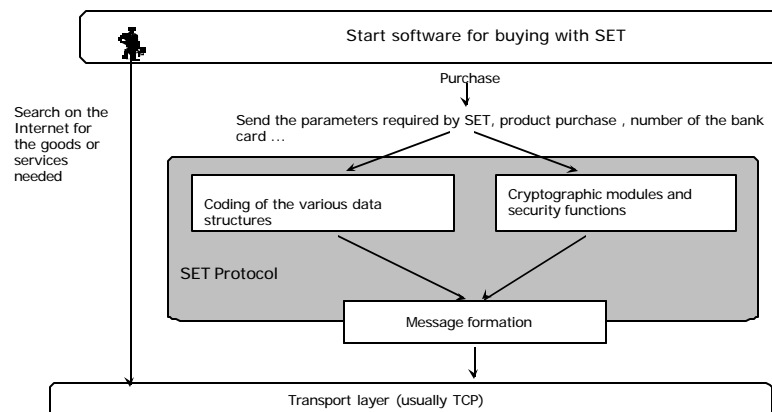 Start software for buying with SET
Purchase
Search on the
Internet for
the goods or
services
needed
Send the parameters required by SET, product purchase , number of the bank
card ...
Coding of the various data
structures
Cryptographic modules and
security functions
SET Protocol
Message formation
Transport layer (usually TCP)